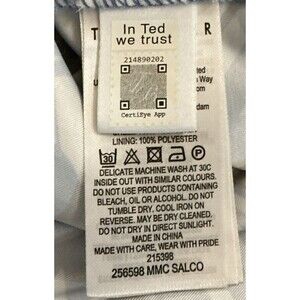 In Ted
we trust
214890202
CertiEye App
LINING: 100% POLYESTER
30
DELICATE MACHINE WASH AT 30C
INSIDE OUT WITH SIMILAR COLOURS.
DO NOT USE PRODUCTS CONTAINING
BLEACH, OIL OR ALCOHOL. DO NOT
TUMBLE DRY. COOL IRON ON
REVERSE. MAY BE DRY CLEANED.
DO NOT DRY IN DIRECT SUNLIGHT.
MADE IN CHINA
MADE WITH CARE, WEAR WITH PRIDE
215398
256598 MMC SALCO